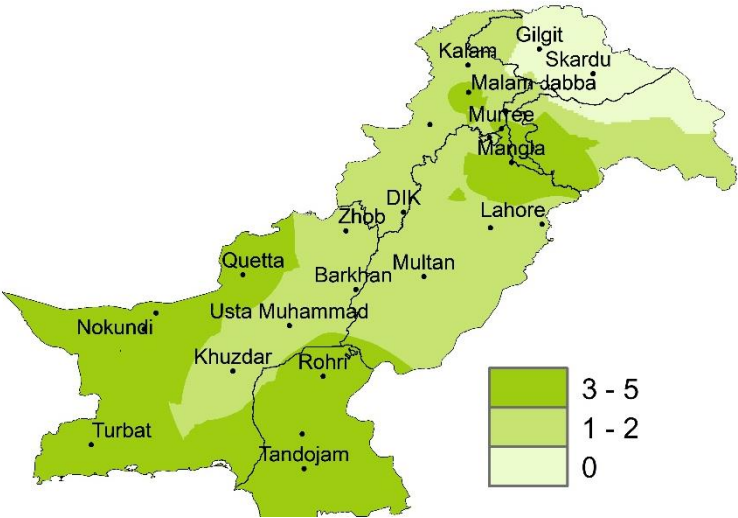 Gilgit
Kalam
Skardu
Malam Jabba
Murree
Mangla
DIK
Zhob
Lahore
Quetta
Barkhan
Multan
Usta Muhammad
Nokundi
Khuzdar
Rohri
Turbat
Tandojam
3 - 5
1 - 2
0